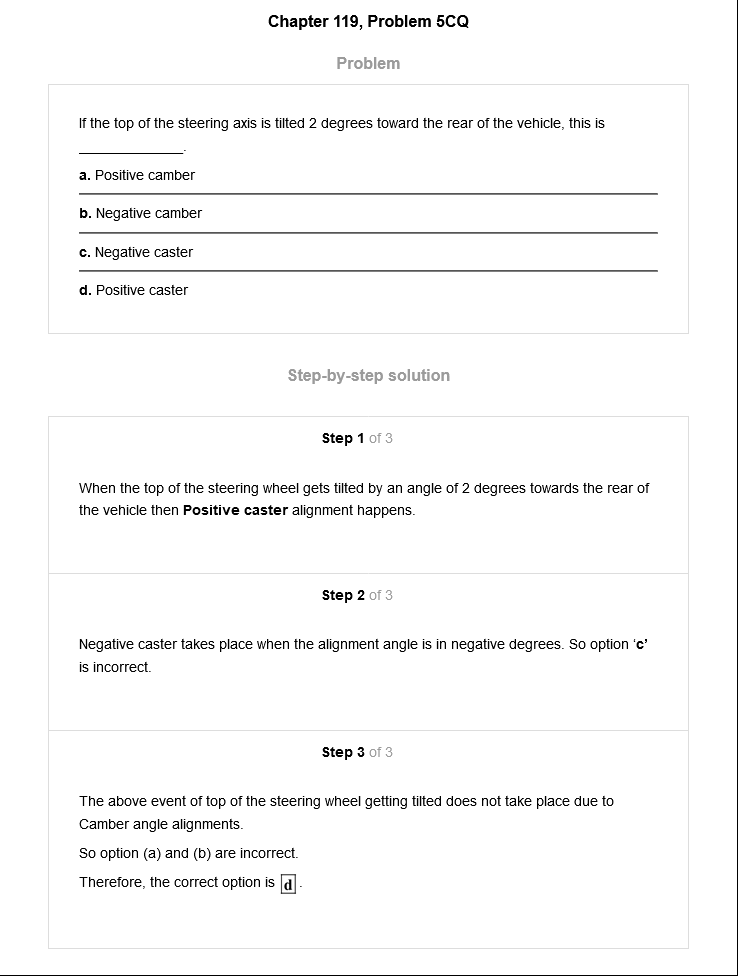 Chapter 119, Problem 5CQ
Problem
If the top of the steering axis is tilted 2 degrees toward the rear of the vehicle, this is
_____________.
a. Positive camber
b. Negative camber
c. Negative caster
d. Positive caster
Step-by-step solution
Step 1 of 3
When the top of the steering wheel gets tilted by an angle of 2 degrees towards the rear of
the vehicle then Positive caster alignment happens.
Step 2 of 3
Negative caster takes place when the alignment angle is in negative degrees. So option ‘c’
is incorrect.
Step 3 of 3
The above event of top of the steering wheel getting tilted does not take place due to
Camber angle alignments.
So option (a) and (b) are incorrect.
Therefore, the correct option is d.